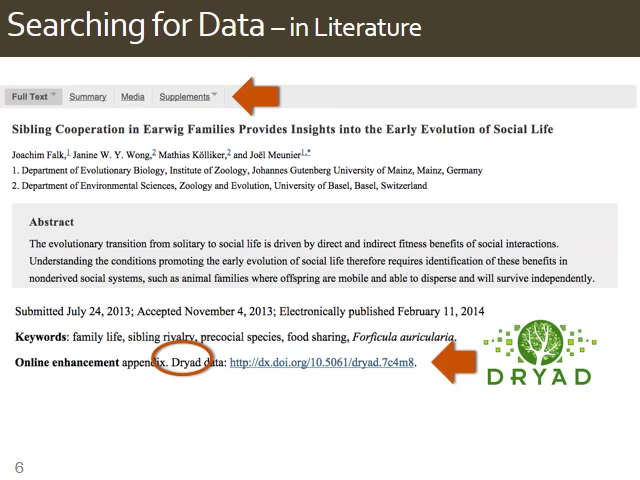 Searching for Data – in Literature
Full Text Summary Media Supplements
Sibling Cooperation in Earwig Families Provides Insights into the Early Evolution of Social Life
Joachim Falk,1 Janine W. Y. Wong,2 Mathias Kölliker,2 and Joël Meunier1,*
1. Department of Evolutionary Biology, Institute of Zoology, Johannes Gutenberg University of Mainz, Mainz, Germany
2. Department of Environmental Sciences, Zoology and Evolution, University of Basel, Basel, Switzerland
Abstract
The evolutionary transition from solitary to social life is driven by direct and indirect fitness benefits of social interactions.
Understanding the conditions promoting the early evolution of social life therefore requires identification of these benefits in
nonderived social systems, such as animal families where offspring are mobile and able to disperse and will survive independently.
Submitted July 24, 2013; Accepted November 4, 2013; Electronically published February 11, 2014
Keywords: family life, sibling rivalry, precocial species, food sharing, Forficula auricularia.
Online enhancement appendix. Dryad data: http://dx.doi.org/10.5061/dryad.7c4m8.
DRYAD
6